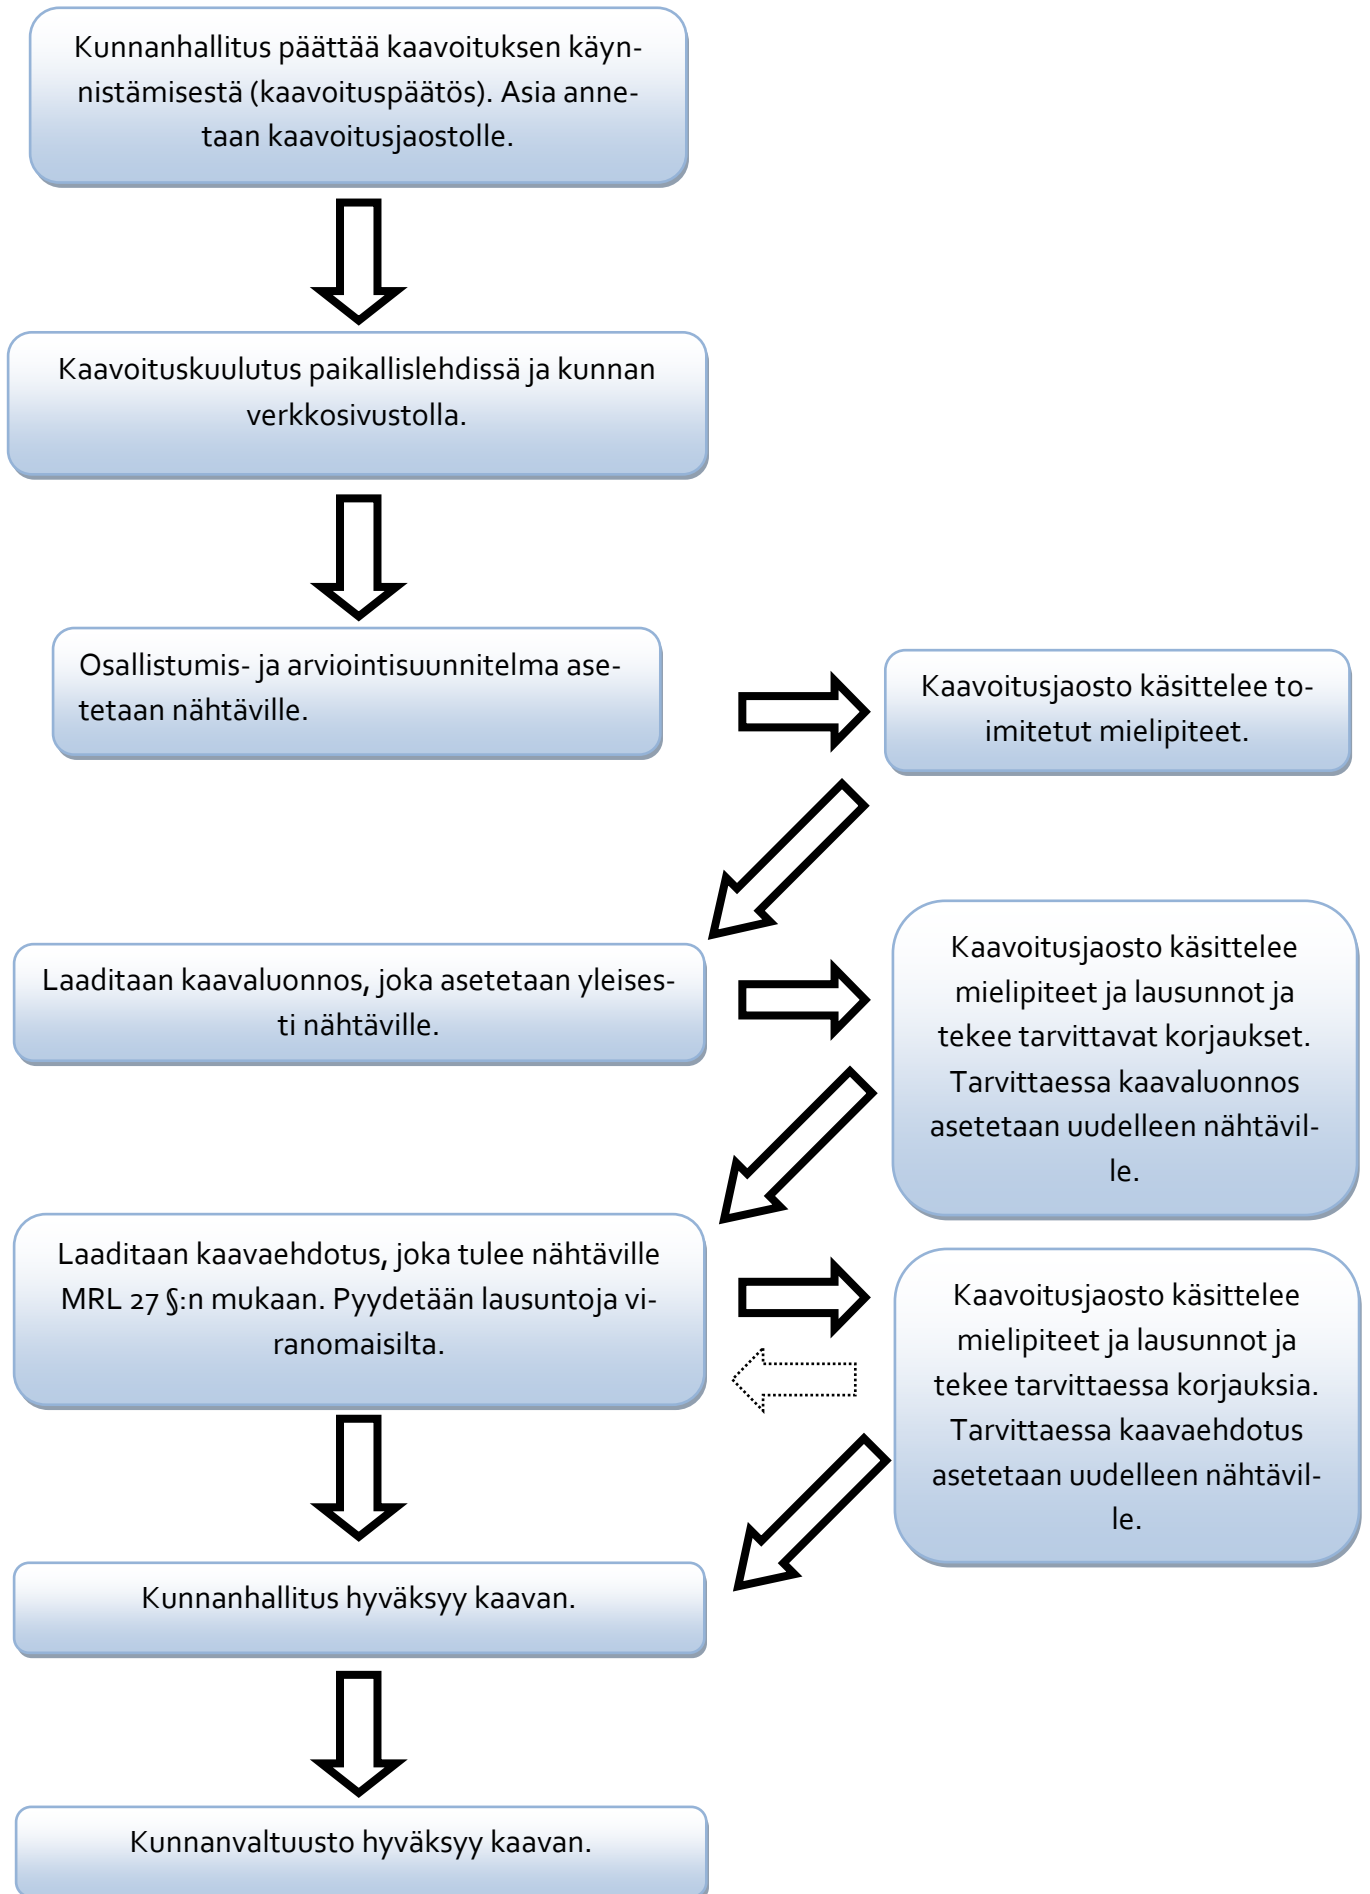 Kunnanhallitus päättää kaavoituksen käyn-
nistämisestä (kaavoituspäätös). Asia anne-
taan kaavoitusjaostolle.
Kaavoituskuulutus paikallislehdissä ja kunnan
verkkosivustolla.
Osallistumis- ja arviointisuunnitelma ase-
tetaan nähtäville.
Kaavoitusjaosto käsittelee to-
imitetut mielipiteet.
Laaditaan kaavaluonnos, joka asetetaan yleises-
ti nähtäville.
Kaavoitusjaosto käsittelee
mielipiteet ja lausunnot ja
tekee tarvittavat korjaukset.
Tarvittaessa kaavaluonnos
asetetaan uudelleen nähtävil-
le.
Laaditaan kaavaehdotus, joka tulee nähtäville
MRL 27 §:n mukaan. Pyydetään lausuntoja vi-
ranomaisilta.
Kaavoitusjaosto käsittelee
mielipiteet ja lausunnot ja
tekee tarvittaessa korjauksia.
Tarvittaessa kaavaehdotus
asetetaan uudelleen nähtävil-
le.
Kunnanhallitus hyväksyy kaavan.
Kunnanvaltuusto hyväksyy kaavan.